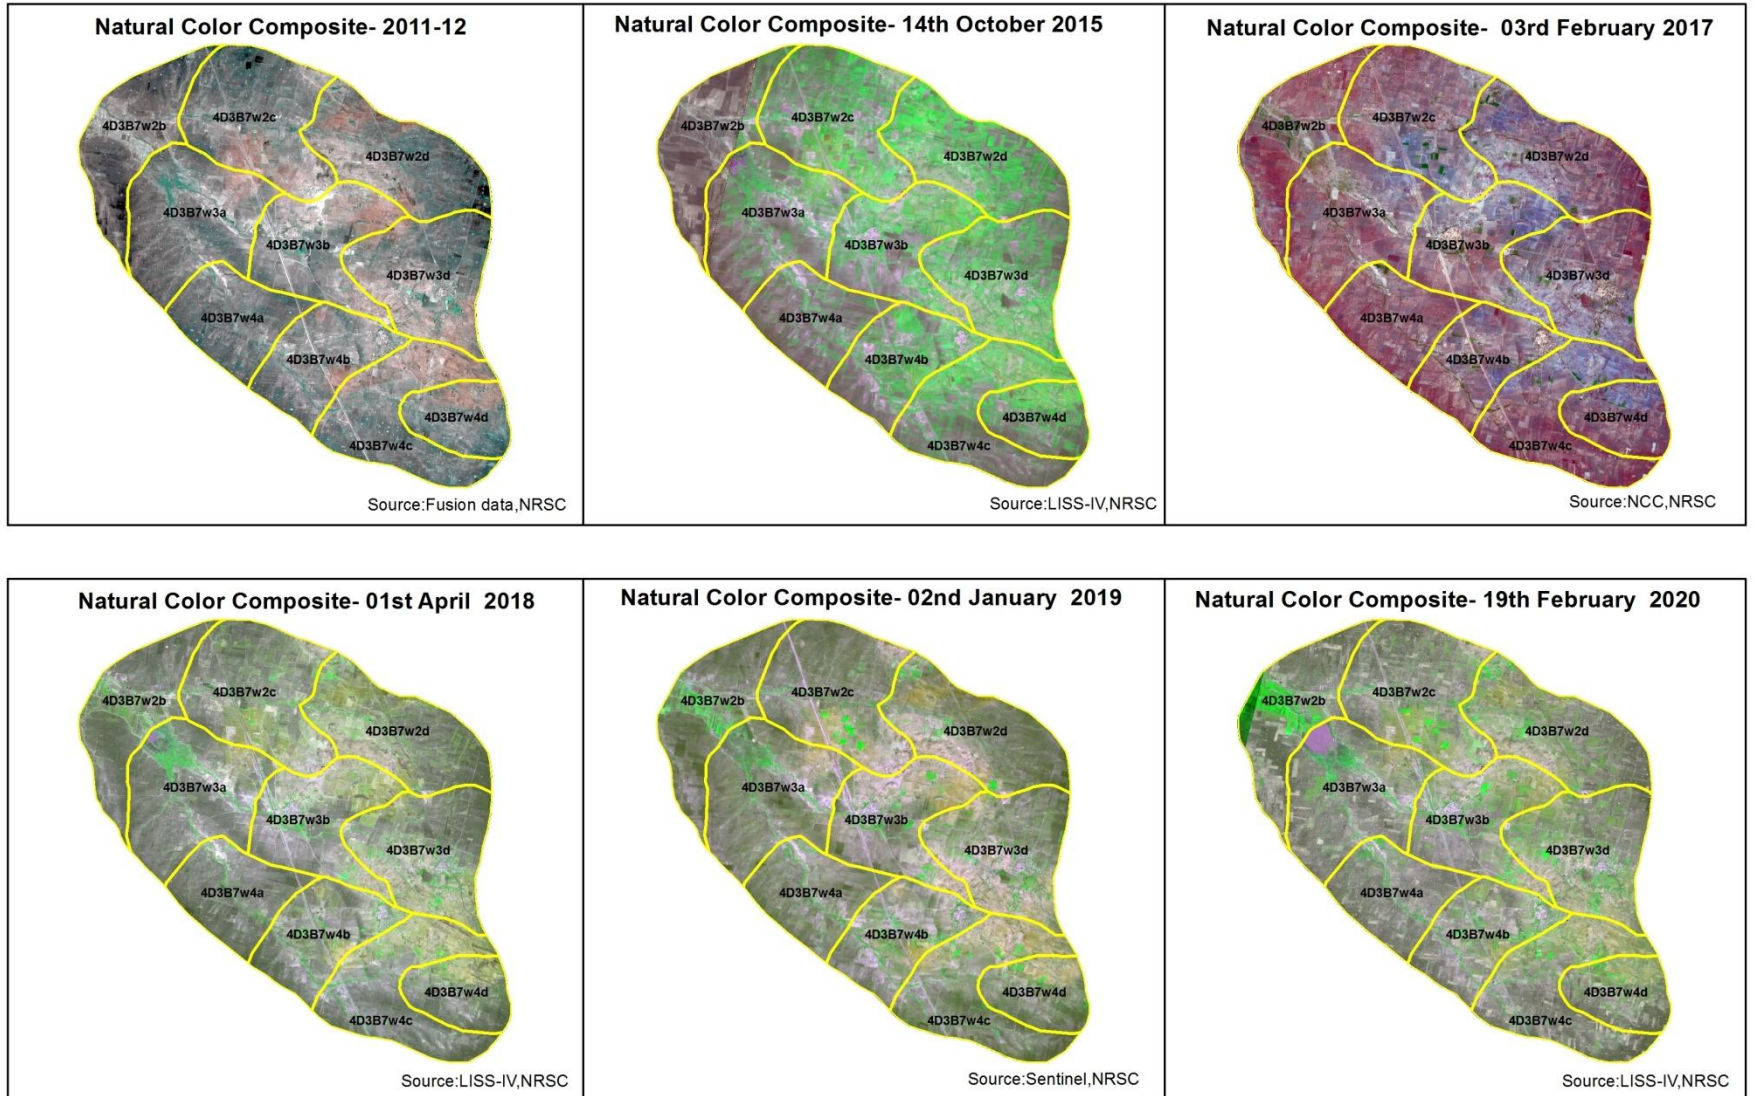 Natural Color Composite- 2011-12
4D3B7w2b
4D3B7w2c
4D3B7w2d
4D3B7w3a
4D3B7w3b
4D3B7w3d
4D3B7w4a
4D3B7w4b
4D3B7w4d
4D3B7w4c
Source:Fusion data,NRSC
Natural Color Composite- 14th October 2015
4D3B7w2b
4D3B7w2c
4D3B7w2d
4D3B7w3a
4D3B7w3b
4D3B7w3d
4D3B7w4a
4D3B7w4b
4D3B7w4d
4D3B7w4c
Source:LISS-IV,NRSC
Natural Color Composite- 03rd February 2017
4D3B7w2b
4D3B7w2c
4D3B7w2d
4D3B7w3a
4D3B7w3b
4D3B7w3d
4D3B7w4a
4D3B7w4b
4D3B7w4d
4D3B7w4c
Source:NCC,NRSC
Natural Color Composite- 01st April 2018
4D3B7w2b
4D3B7w2c
4D3B7w2d
4D3B7w3a
4D3B7w3b
4D3B7w3d
4D3B7w4a
4D3B7w4b
4D3B7w4d
4D3B7w4c
Source:LISS-IV,NRSC
Natural Color Composite- 02nd January 2019
4D3B7w2b
4D3B7w2c
4D3B7w2d
4D3B7w3a
4D3B7w3b
4D3B7w3d
4D3B7w4a
4D3B7w4b
4D3B7w4d
4D3B7w4c
Source:Sentinel,NRSC
Natural Color Composite- 19th February 2020
4D3B7w2b
4D3B7w2c
4D3B7w2d
4D3B7w3a
4D3B7w3b
4D3B7w3d
4D3B7w4a
4D3B7w4b
4D3B7w4d
4D3B7w4c
Source:LISS-IV,NRSC